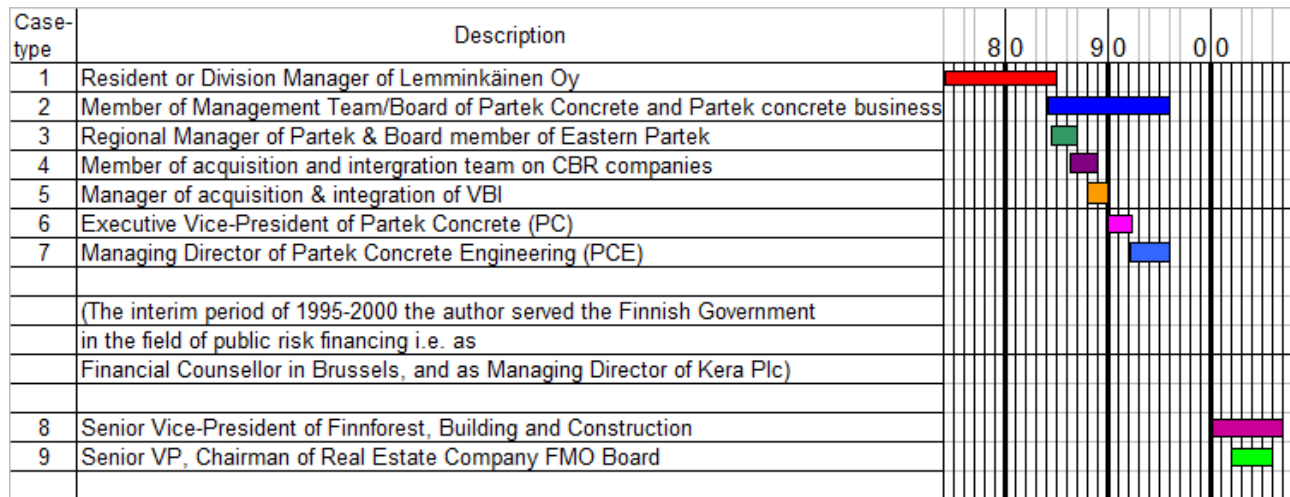 Case-
type
Description
80
90
00
1 Resident or Division Manager of Lemminkäinen Oy
2 Member of Management Team/Board of Partek Concrete and Partek concrete business
3 Regional Manager of Partek & Board member of Eastern Partek
4 Member of acquisition and intergration team on CBR companies
5 Manager of acquisition & integration of VBI
6 Executive Vice-President of Partek Concrete (PC)
7 Managing Director of Partek Concrete Engineering (PCE)
(The interim period of 1995-2000 the author served the Finnish Government
in the field of public risk financing i.e. as
Financial Counsellor in Brussels, and as Managing Director of Kera Plc)
8 Senior Vice-President of Finnforest, Building and Construction
9 Senior VP, Chairman of Real Estate Company FMO Board